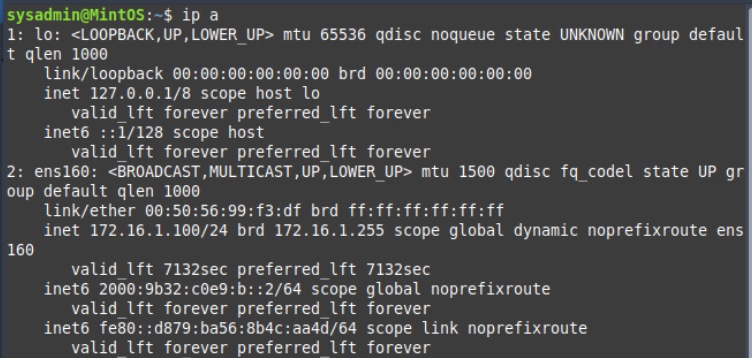 sysadmin@MintOS:~$ ip a
1: lo: <LOOPBACK,UP,LOWER_UP> mtu 65536 qdisc noqueue state UNKNOWN group defaul
t qlen 1000
    link/loopback 00:00:00:00:00:00 brd 00:00:00:00:00:00
    inet 127.0.0.1/8 scope host lo
       valid_lft forever preferred_lft forever
    inet6 ::1/128 scope host
       valid_lft forever preferred_lft forever
2: ens160: <BROADCAST,MULTICAST,UP,LOWER_UP> mtu 1500 qdisc fq_codel state UP gr
oup default qlen 1000
    link/ether 00:50:56:99:f3:df brd ff:ff:ff:ff:ff:ff
    inet 172.16.1.100/24 brd 172.16.1.255 scope global dynamic noprefixroute ens
160
       valid_lft 7132sec preferred_lft 7132sec
    inet6 2000:9b32:c0e9:b::2/64 scope global noprefixroute
       valid_lft forever preferred_lft forever
    inet6 fe80::d879:ba56:8b4c:aa4d/64 scope link noprefixroute
       valid_lft forever preferred_lft forever